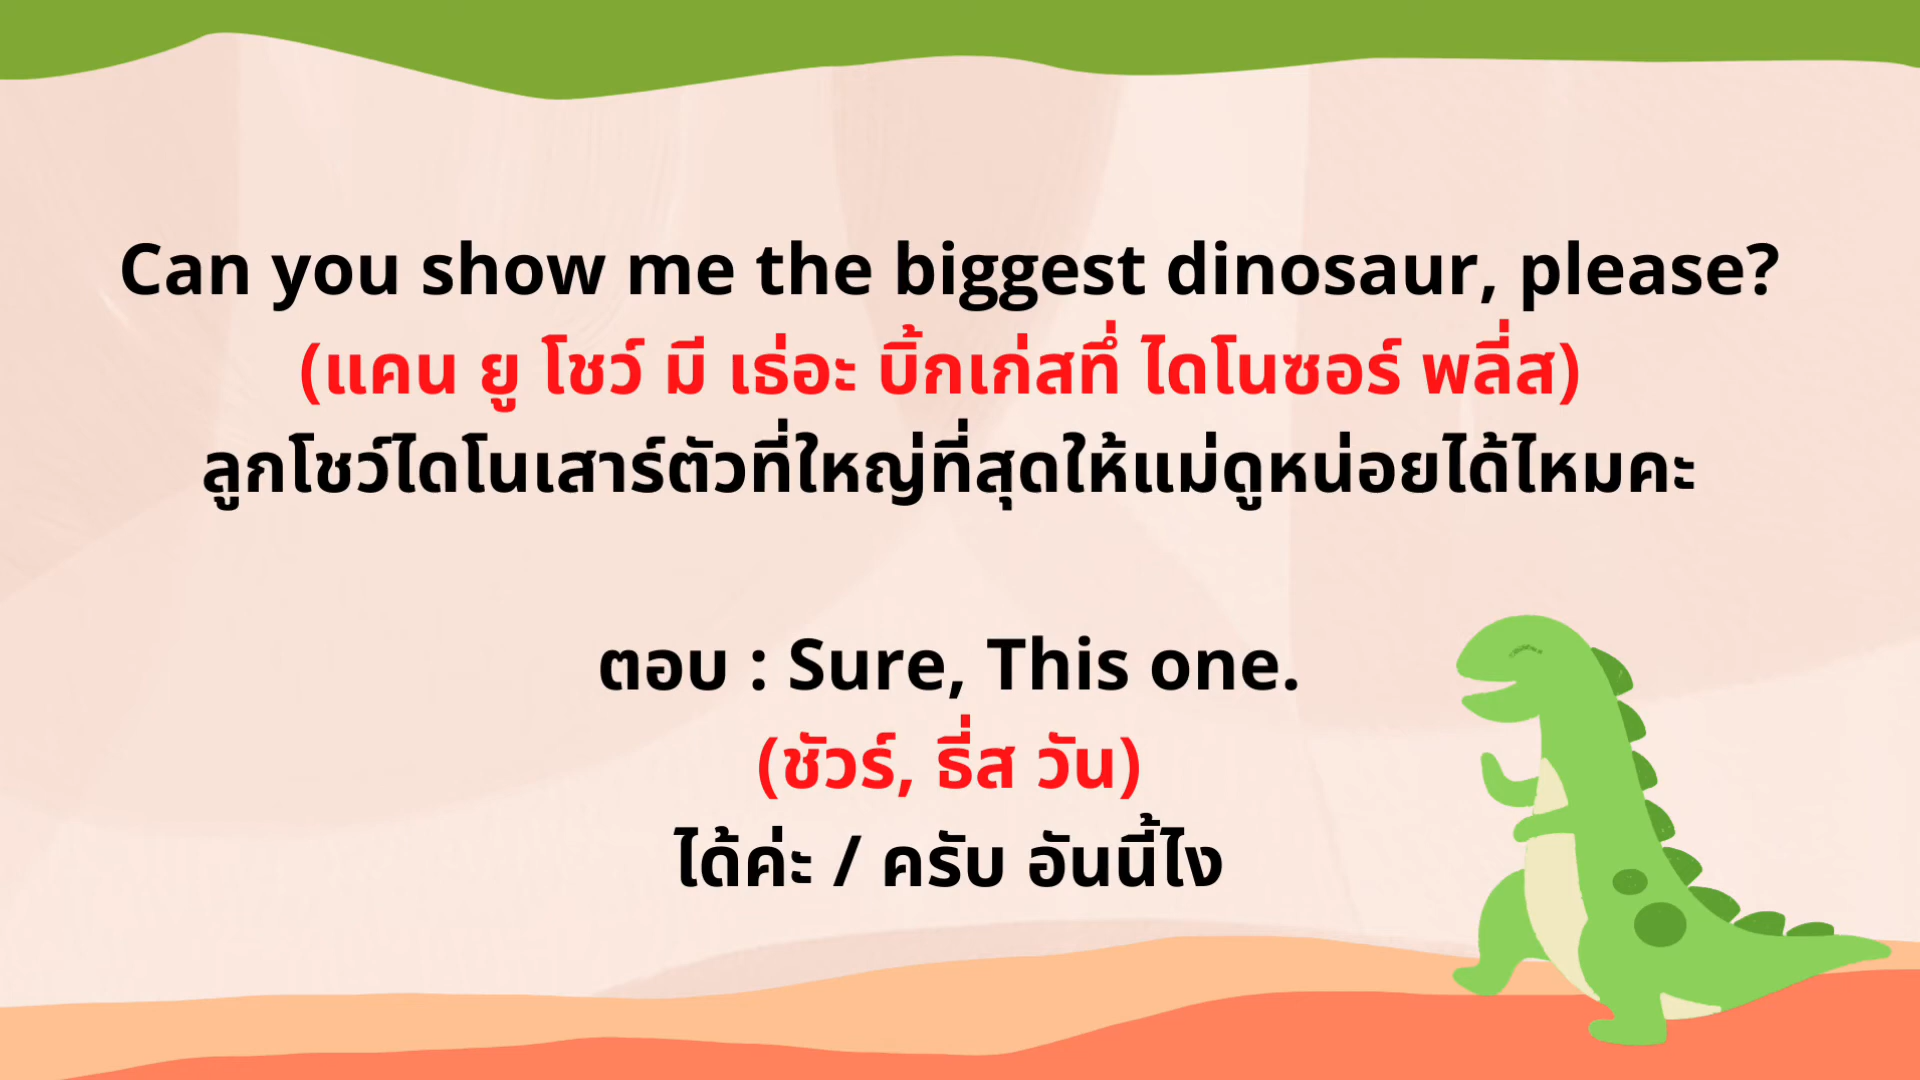 Can you show me the biggest dinosaur, please?
(แคน ยู โชว์ มี เธ่อะ บิ้กเก่สทึ่ ไดโนซอร์ พลี่ส)
ลูกโชว์ไดโนเสาร์ตัวที่ใหญ่ที่สุดให้แม่ดูหน่อยได้ไหมคะ
ตอบ : Sure, This one.
(ชัวร์, ธี่ส วัน)
ได้ค่ะ / ครับ อันนี้ไง